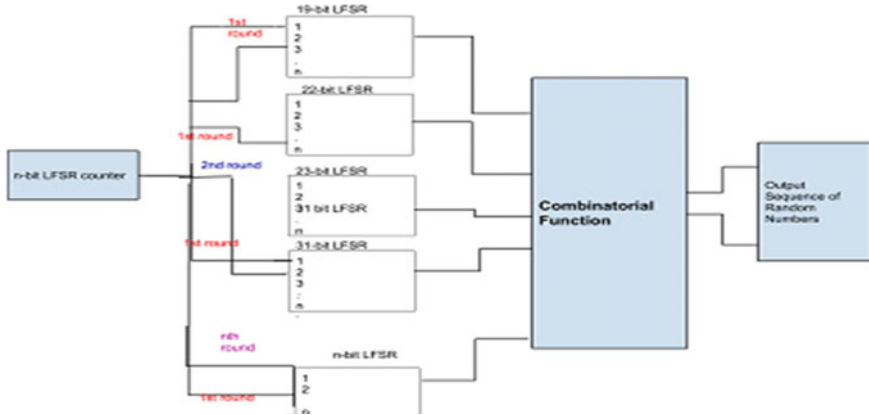 19-bit LFSR
1st
round
1
2
3
.
n
22-bit LFSR
1
2
3
.
n
1st round
2nd round
n-bit LFSR counter
23-bit LFSR
1
2
3.
31 bit LFSR
n
1st round
31-bit LFSR
1
2
3
.
n
.
nth
round
n-bit LFSR
1
2
n
1st round
Combinatorial
Function
Output
Sequence of
Random
Numbers